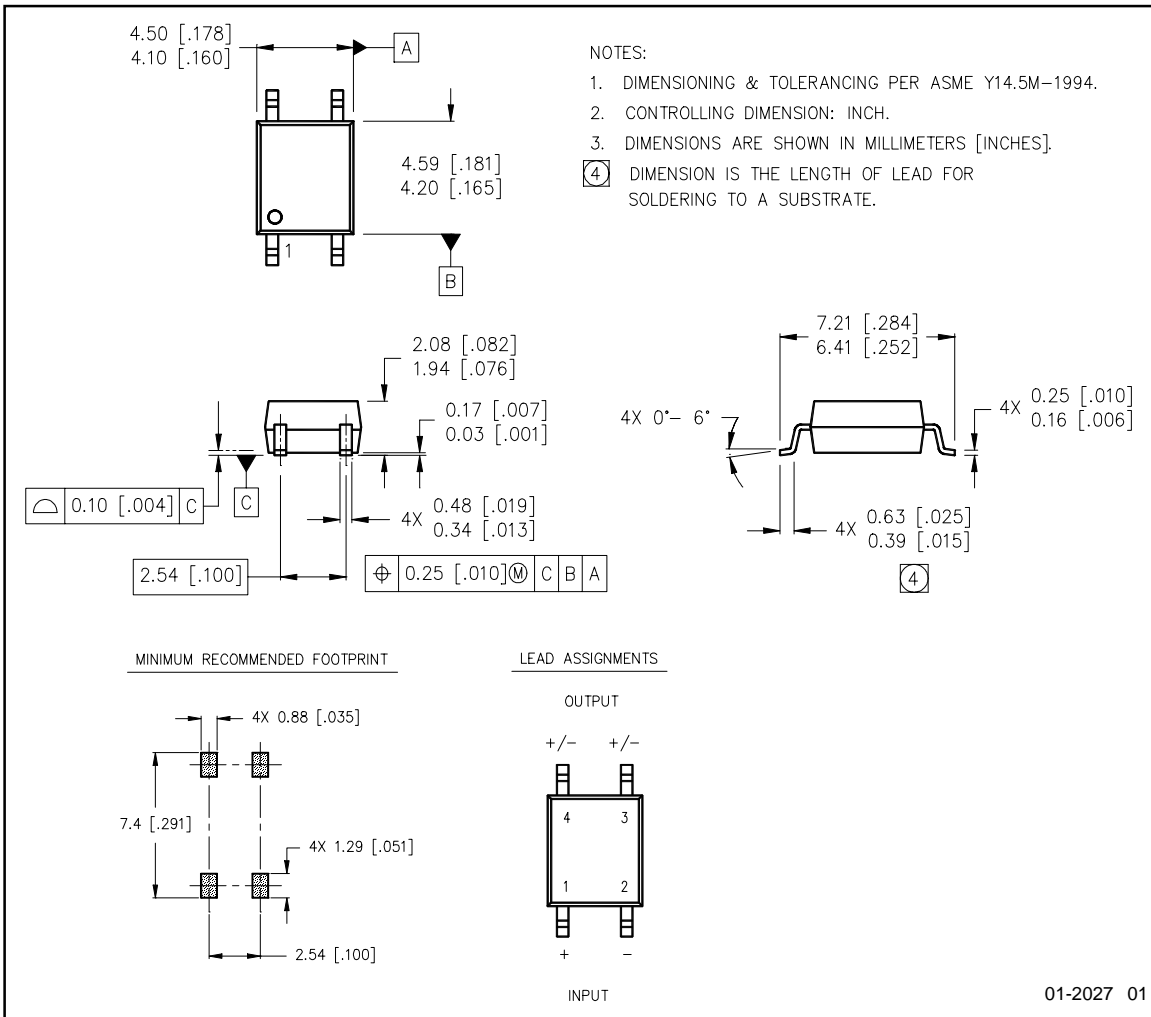 4.50 [.178]
4.10 [.160]
A
4.59 [.181]
4.20 [.165]
1
B
NOTES:
1. DIMENSIONING & TOLERANCING PER ASME Y14.5M–1994.
2. CONTROLLING DIMENSION: INCH.
3. DIMENSIONS ARE SHOWN IN MILLIMETERS [INCHES].
4 DIMENSION IS THE LENGTH OF LEAD FOR
SOLDERING TO A SUBSTRATE.
2.08 [.082]
1.94 [.076]
0.17 [.007]
0.03 [.001]
0.10 [.004] C
C
4X 0.48 [.019]
0.34 [.013]
2.54 [.100]
⌖ 0.25 [.010]Ⓜ C B A
7.21 [.284]
6.41 [.252]
4X 0°– 6°
4X 0.25 [.010]
0.16 [.006]
4X 0.63 [.025]
0.39 [.015]
4
MINIMUM RECOMMENDED FOOTPRINT
4X 0.88 [.035]
7.4 [.291]
4X 1.29 [.051]
2.54 [.100]
LEAD ASSIGNMENTS
OUTPUT
+/– +/–
4 3
1 2
+ –
INPUT
01-2027 01